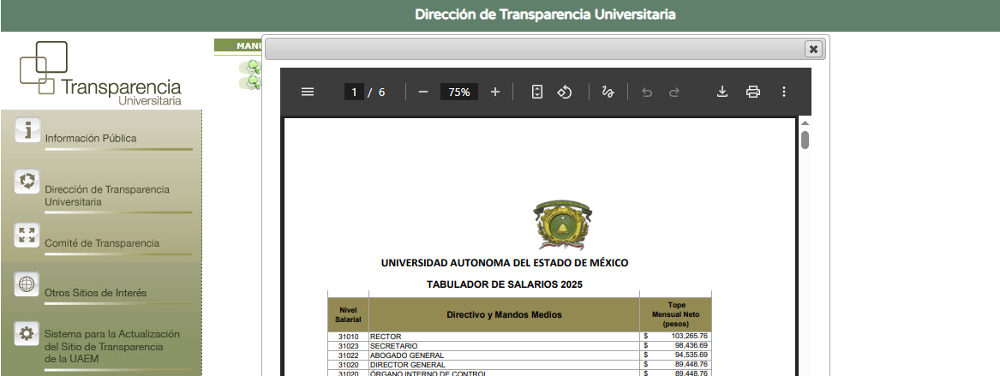 Dirección de Transparencia Universitaria
Transparencia
Universitaria
Información Pública
Dirección de Transparencia
Universitaria
Comité de Transparencia
Otros Sitios de Interés
Sistema para la Actualización
del Sitio de Transparencia
de la UAEM
1 / 6
75%
UNIVERSIDAD AUTONOMA DEL ESTADO DE MÉXICO
TABULADOR DE SALARIOS 2025
Nivel Salarial Directivo y Mandos Medios Tope Mensual Neto (pesos)
31010 RECTOR $ 103,265.76
31023 SECRETARIO $ 98,436.69
31022 ABOGADO GENERAL $ 94,535.69
31020 DIRECTOR GENERAL $ 89,448.76
31020 ÓRGANO INTERNO DE CONTROL $ 89,448.76